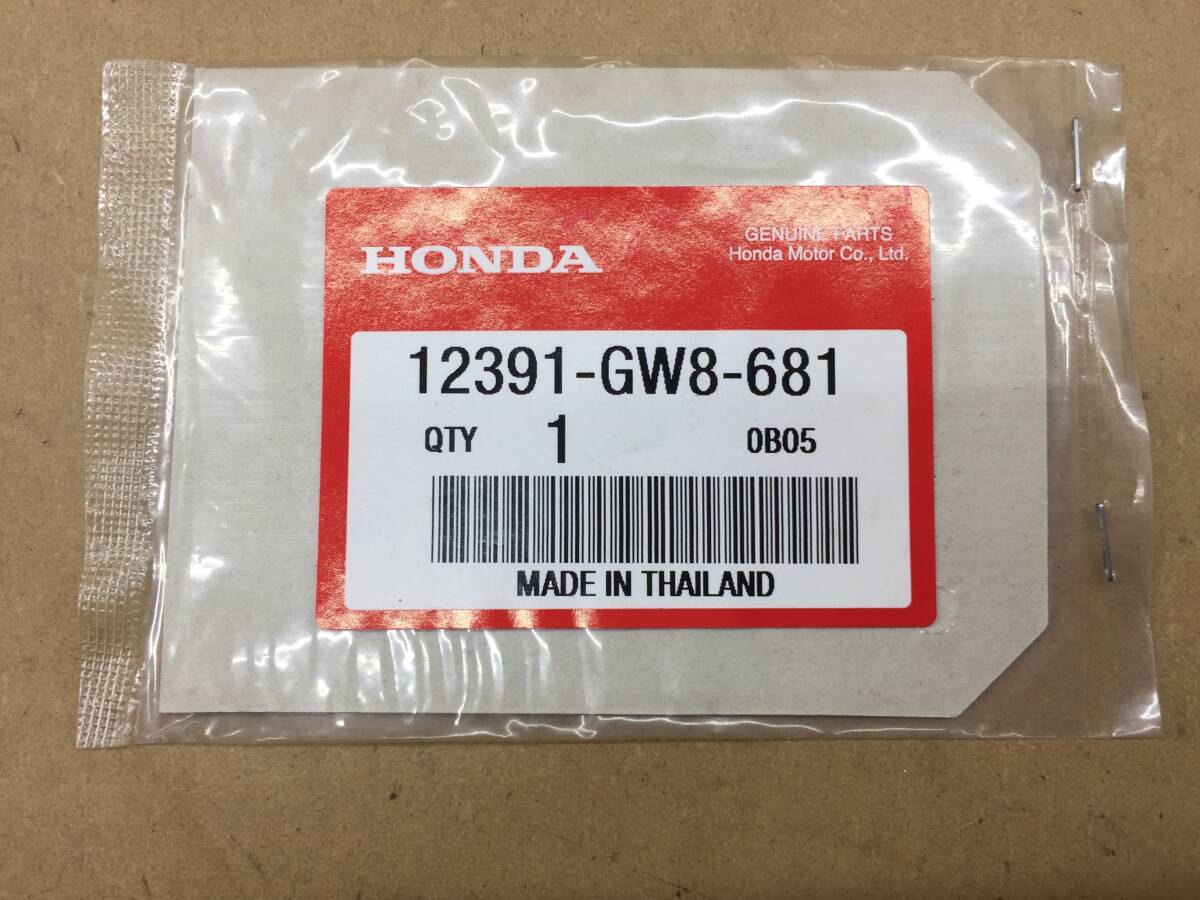 HONDA
GENUINE PARTS
Honda Motor Co., Ltd.
12391-GW8-681
QTY 1 0B05
MADE IN THAILAND